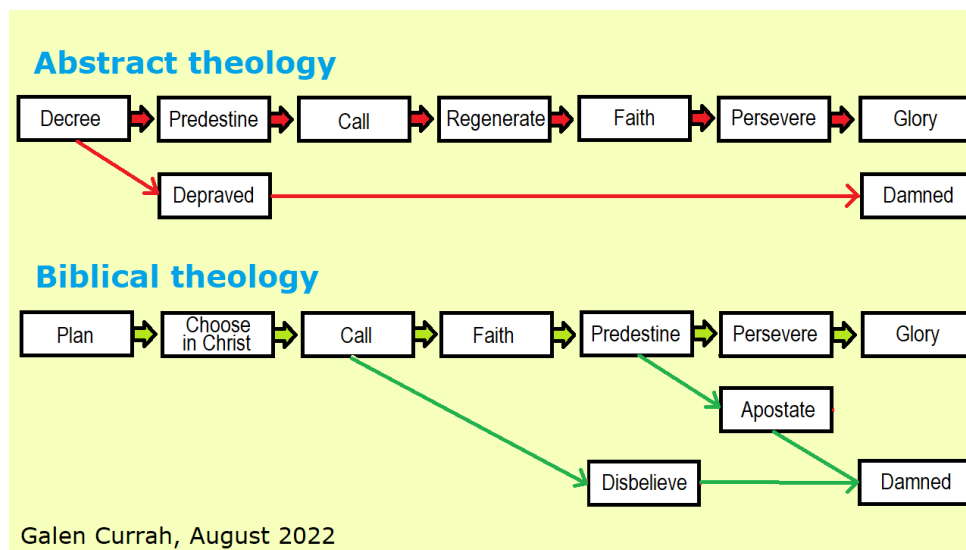 Abstract theology
Decree
Predestine
Call
Regenerate
Faith
Persevere
Glory
Depraved
Damned
Biblical theology
Plan
Choose
in Christ
Call
Faith
Predestine
Persevere
Glory
Apostate
Disbelieve
Damned
Galen Currah, August 2022